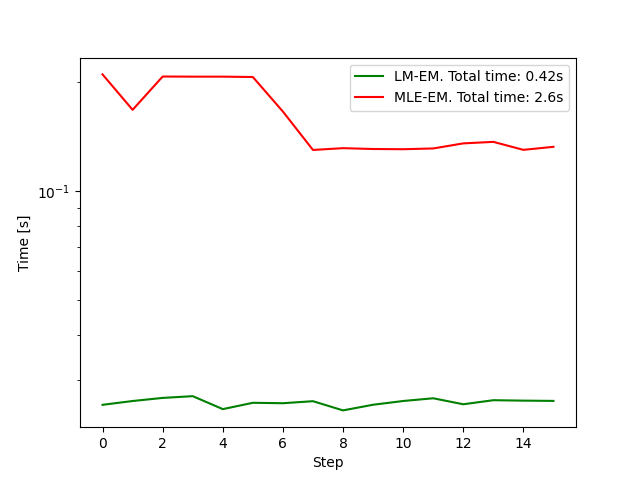 LM-EM. Total time: 0.42s
MLE-EM. Total time: 2.6s
10⁻¹
Time [s]
0 2 4 6 8 10 12 14
Step